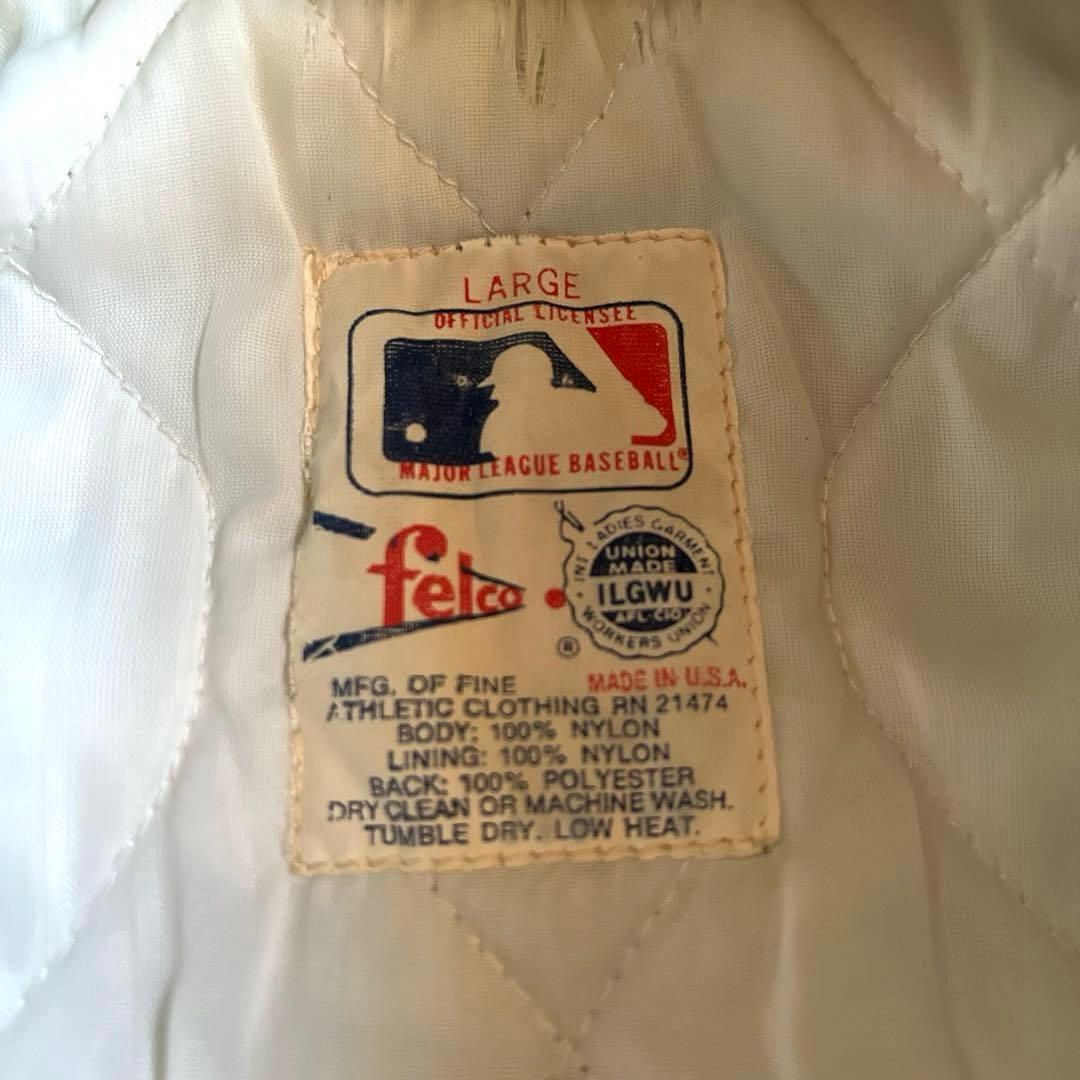 LARGE
OFFICIAL LICENSEE
MAJOR LEAGUE BASEBALL®
felco
®
INT. LADIES GARMENT
WORKERS UNION
UNION
MADE
ILGWU
AFL-CIO
MFG. OF FINE MADE IN U.S.A.
ATHLETIC CLOTHING RN 21474
BODY: 100% NYLON
LINING: 100% NYLON
BACK: 100% POLYESTER
DRY CLEAN OR MACHINE WASH.
TUMBLE DRY. LOW HEAT.